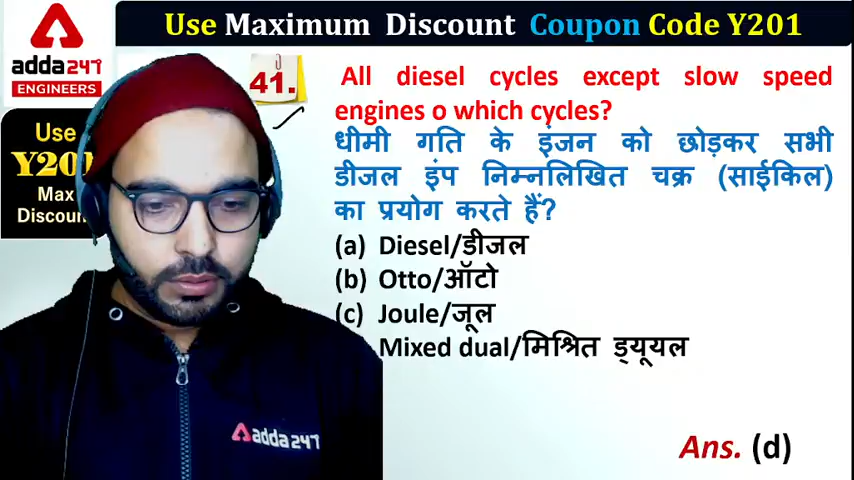 Use Maximum Discount Coupon Code Y201
adda247
ENGINEERS
Use
Y201
Max
Discoun
41.
All diesel cycles except slow speed
engines o which cycles?
धीमी गति के इंजन को छोड़कर सभी
डीजल इंप निम्नलिखित चक्र (साईकिल)
का प्रयोग करते हैं?
(a) Diesel/डीजल
(b) Otto/ऑटो
(c) Joule/जूल
Mixed dual/मिश्रित ड्यूयल
Ans. (d)
adda247